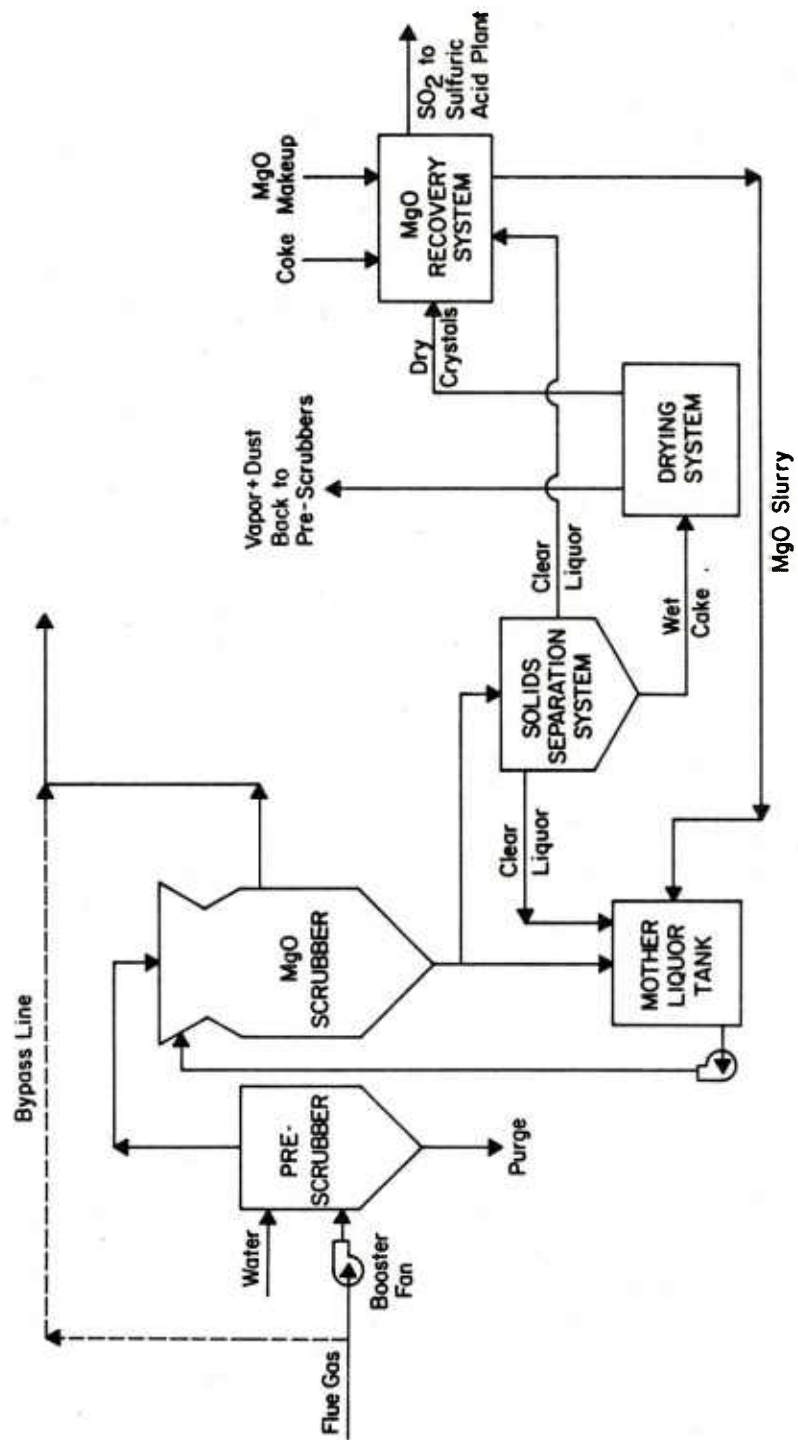 Bypass Line
Flue Gas
Booster
Fan
Water
PRE-
SCRUBBER
Purge
MgO
SCRUBBER
MOTHER
LIQUOR
TANK
Clear
Liquor
SOLIDS
SEPARATION
SYSTEM
Clear
Liquor
Wet
Cake
Vapor+Dust
Back to
Pre-Scrubbers
DRYING
SYSTEM
Dry
Crystals
Coke
MgO
Makeup
MgO
RECOVERY
SYSTEM
SO2 to
Sulfuric
Acid Plant
MgO Slurry